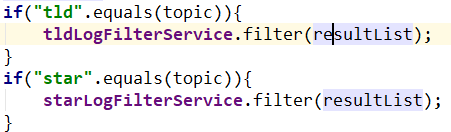 if("tld".equals(topic)){
    tldLogFilterService.filter(resultList);
}
if("star".equals(topic)){
    starLogFilterService.filter(resultList);
}